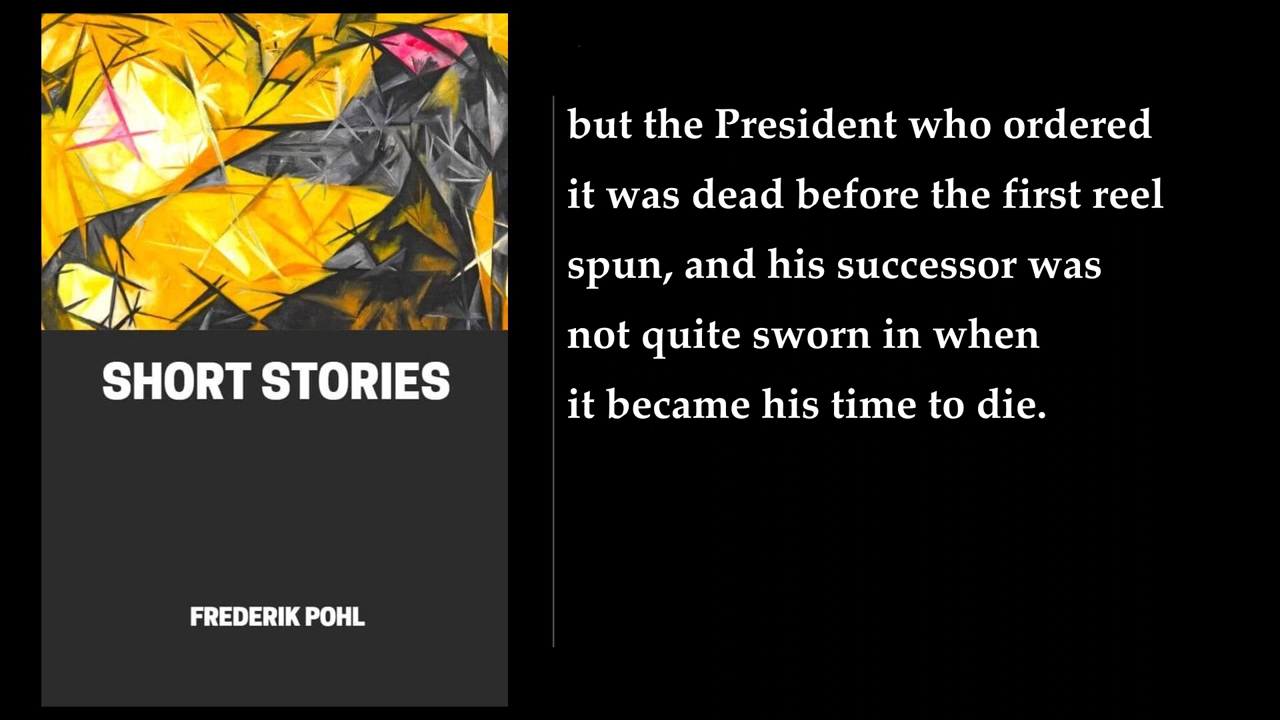 SHORT STORIES
FREDERIK POHL
but the President who ordered
it was dead before the first reel
spun, and his successor was
not quite sworn in when
it became his time to die.